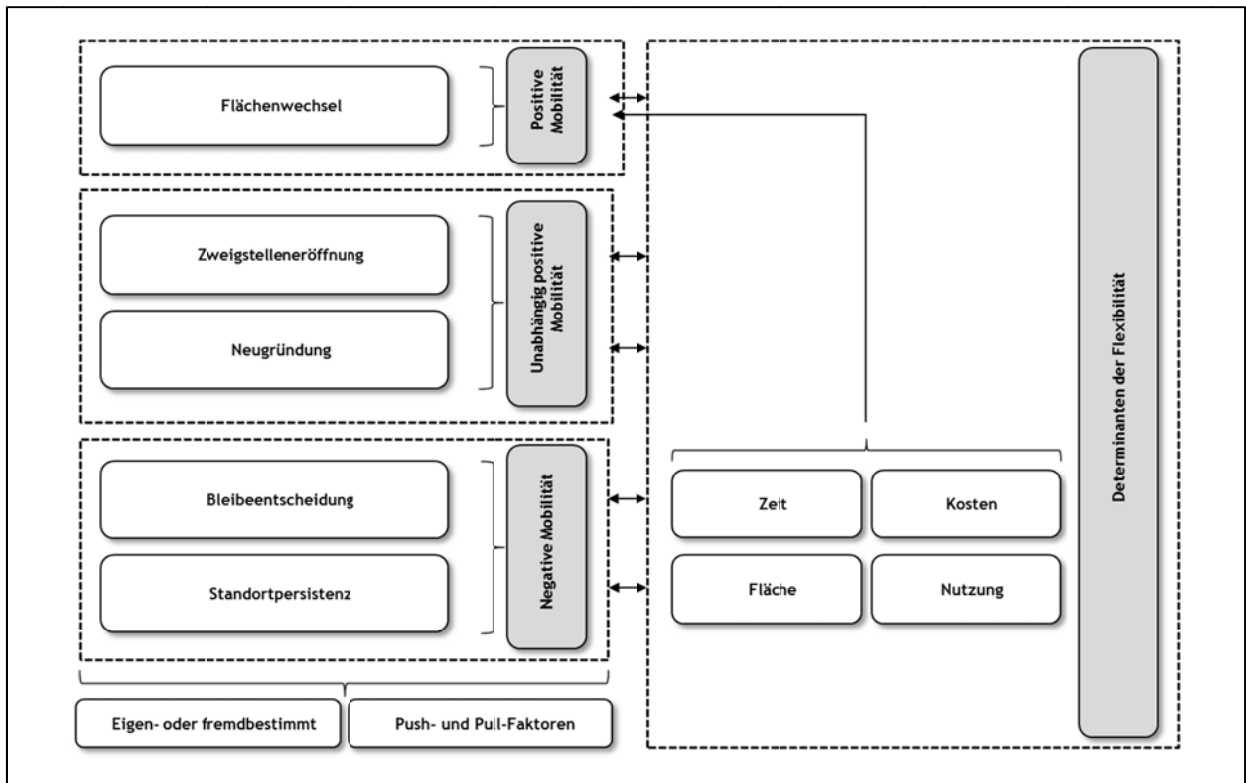 Flächenwechsel
Positive
Mobilität
Zweigstelleneröffnung
Neugründung
Unabhängig positive
Mobilität
Bleibeentscheidung
Standortpersistenz
Negative Mobilität
Eigen- oder fremdbestimmt
Push- und Pull-Faktoren
Zeit
Kosten
Fläche
Nutzung
Determinanten der Flexibilität